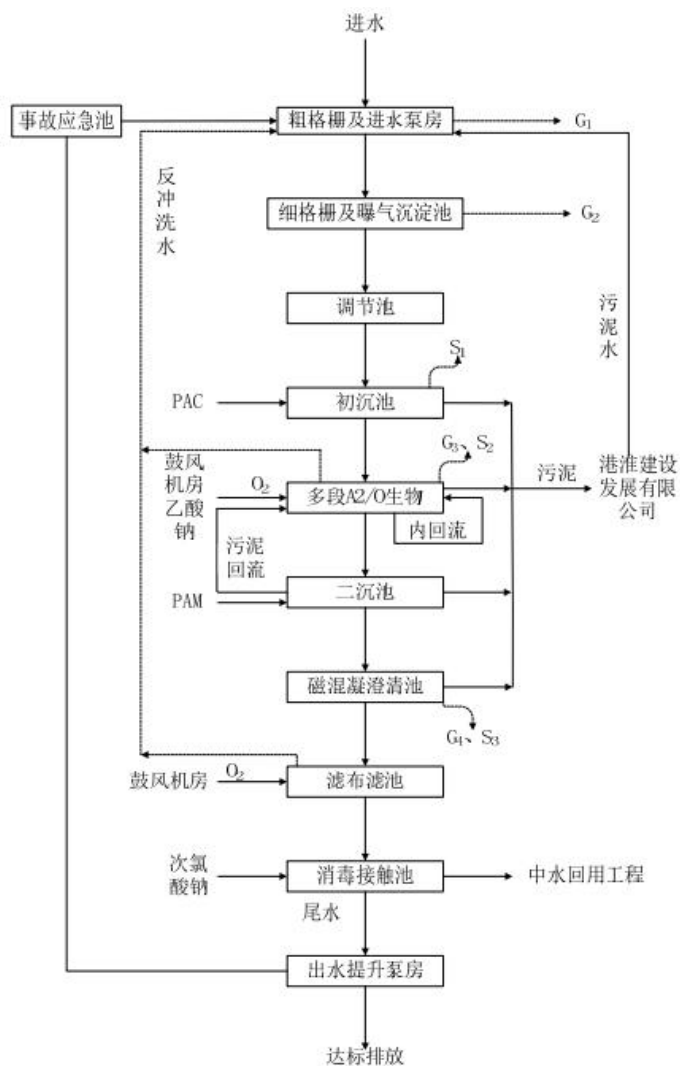 进水
事故应急池
粗格栅及进水泵房
G1
反冲洗水
细格栅及曝气沉淀池
G2
污泥水
调节池
S1
PAC
初沉池
G3、S2
鼓风
机房
乙酸
钠
O2
多段A2/O生物
污泥
港淮建设
发展有限
公司
内回流
污泥
回流
二沉池
PAM
磁混凝澄清池
G4、S3
鼓风机房
O2
滤布滤池
次氯
酸钠
消毒接触池
中水回用工程
尾水
出水提升泵房
达标排放